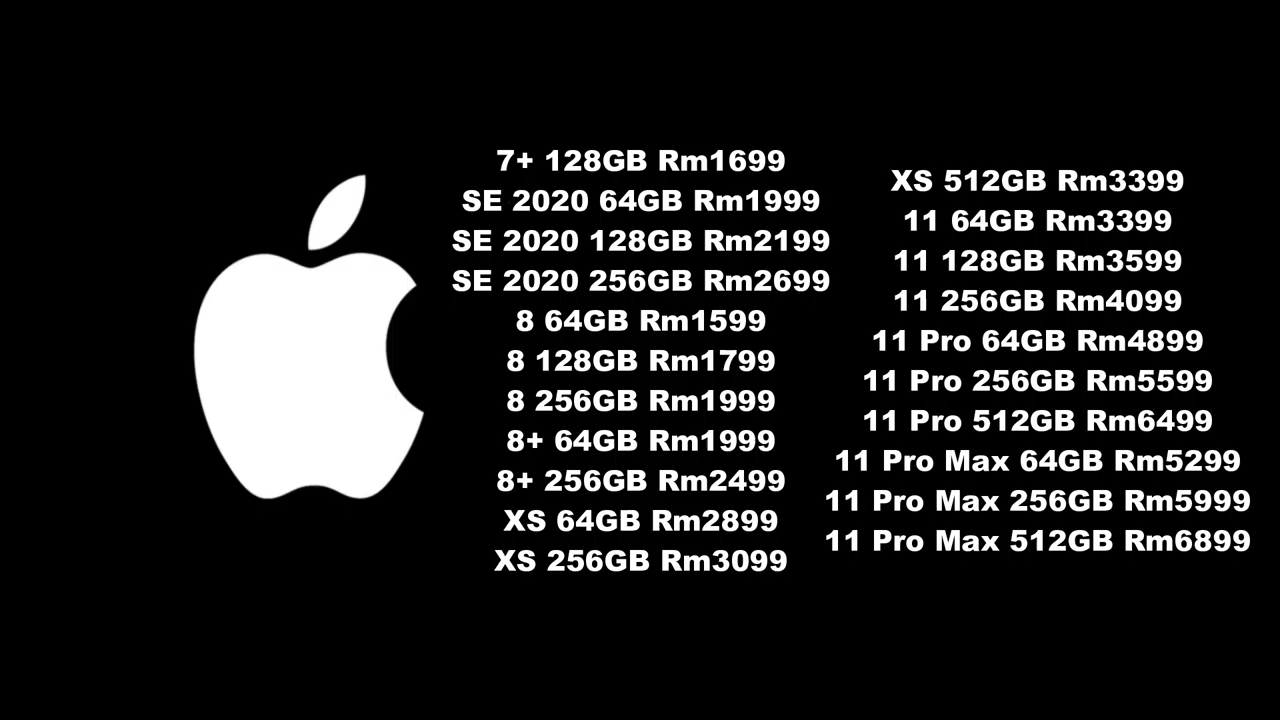 7+ 128GB Rm1699
SE 2020 64GB Rm1999
SE 2020 128GB Rm2199
SE 2020 256GB Rm2699
8 64GB Rm1599
8 128GB Rm1799
8 256GB Rm1999
8+ 64GB Rm1999
8+ 256GB Rm2499
XS 64GB Rm2899
XS 256GB Rm3099
XS 512GB Rm3399
11 64GB Rm3399
11 128GB Rm3599
11 256GB Rm4099
11 Pro 64GB Rm4899
11 Pro 256GB Rm5599
11 Pro 512GB Rm6499
11 Pro Max 64GB Rm5299
11 Pro Max 256GB Rm5999
11 Pro Max 512GB Rm6899